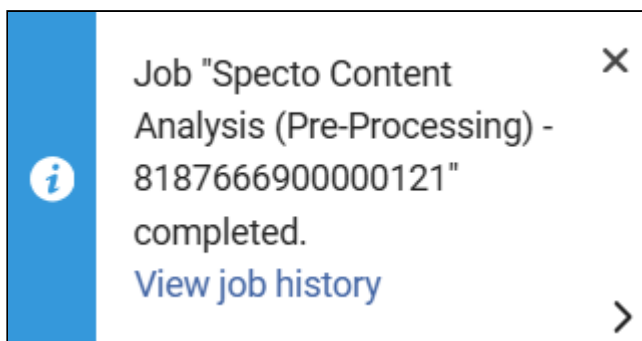 Job "Specto Content
Analysis (Pre-Processing) -
8187666900000121"
completed.
View job history